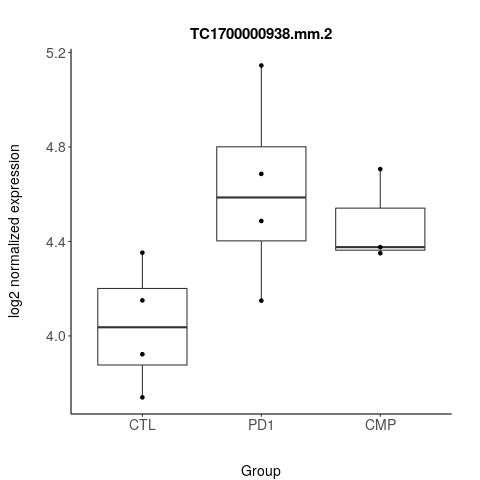 TC1700000938.mm.2
5.2
4.8
4.4
4.0
log2 normalized expression
CTL
PD1
CMP
Group